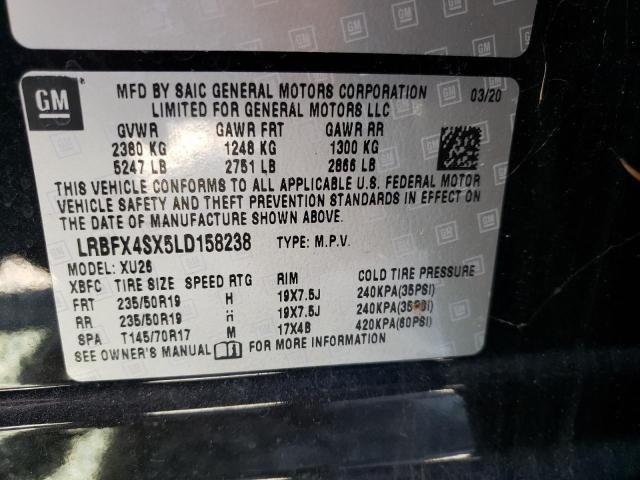 GM
MFD BY SAIC GENERAL MOTORS CORPORATION
LIMITED FOR GENERAL MOTORS LLC
03/20
GVWR GAWR FRT GAWR RR
2380 KG 1248 KG 1300 KG
5247 LB 2751 LB 2866 LB
THIS VEHICLE CONFORMS TO ALL APPLICABLE U.S. FEDERAL MOTOR
VEHICLE SAFETY AND THEFT PREVENTION STANDARDS IN EFFECT ON THE
DATE OF MANUFACTURE SHOWN ABOVE.
LRBFX4SX5LD158238 TYPE: M.P.V.
MODEL: XU26
XBFC TIRE SIZE SPEED RTG RIM COLD TIRE PRESSURE
FRT 235/50R19 H 19X7.5J 240KPA(35PSI)
RR 235/50R19 H 19X7.5J 240KPA(35PSI)
SPA T145/70R17 M 17X4B 420KPA(60PSI)
SEE OWNER'S MANUAL FOR MORE INFORMATION